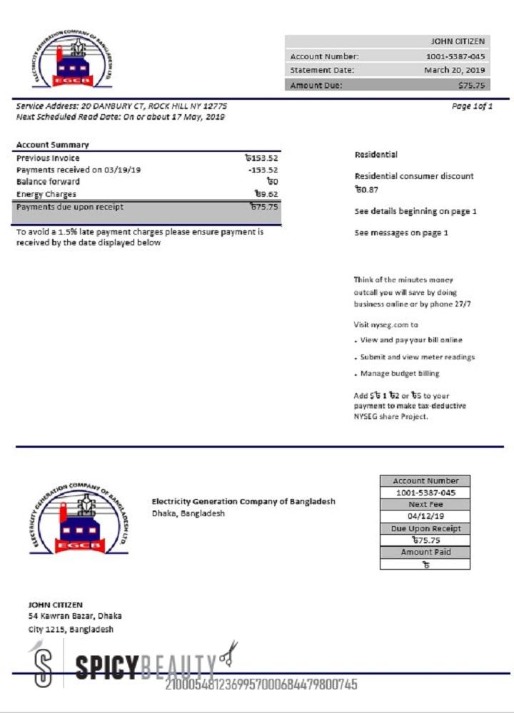 ELECTRICITY GENERATION COMPANY OF BANGLADESH LTD.
EGCB
JOHN CITIZEN
Account Number: 1001-5387-045
Statement Date: March 20, 2019
Amount Due: $75.75
Service Address: 20 DANBURY CT, ROCK HILL NY 12775
Page 1of 1
Next Scheduled Read Date: On or about 17 May, 2019
Account Summary
Previous Invoice ৳153.52
Payments received on 03/19/19 -153.52
Balance forward ৳0
Energy Charges ৳9.62
Payments due upon receipt ৳75.75
To avoid a 1.5% late payment charges please ensure payment is
received by the date displayed below
Residential
Residential consumer discount
৳0.87
See details beginning on page 1
See messages on page 1
Think of the minutes money
outcall you will save by doing
business online or by phone 27/7
Visit nyseg.com to
• View and pay your bill online
• Submit and view meter readings
• Manage budget billing
Add $৳ 1 ৳2 or ৳5 to your
payment to make tax-deductive
NYSEG share Project.
ELECTRICITY GENERATION COMPANY OF BANGLADESH LTD.
EGCB
Electricity Generation Company of Bangladesh
Dhaka, Bangladesh
Account Number
1001-5387-045
Next Fee
04/12/19
Due Upon Receipt
৳75.75
Amount Paid
৳
JOHN CITIZEN
54 Kawran Bazar, Dhaka
City 1215, Bangladesh
S SPICYBEAUTY
2100054812369957000684479800745